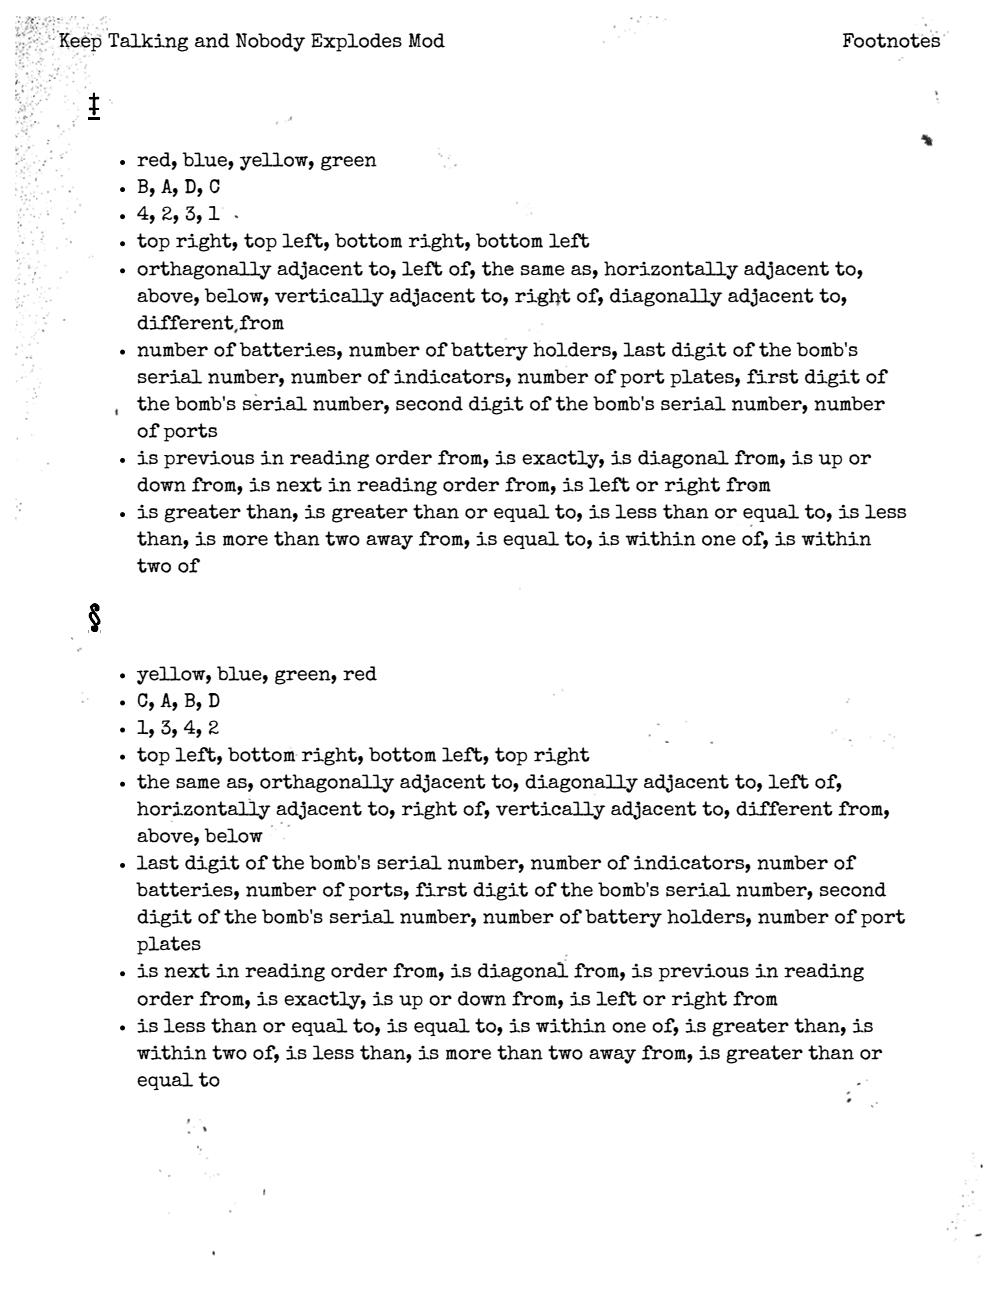 Keep Talking and Nobody Explodes Mod Footnotes
‡
• red, blue, yellow, green
• B, A, D, C
• 4, 2, 3, 1
• top right, top left, bottom right, bottom left
• orthagonally adjacent to, left of, the same as, horizontally adjacent to,
above, below, vertically adjacent to, right of, diagonally adjacent to,
different from
• number of batteries, number of battery holders, last digit of the bomb's
serial number, number of indicators, number of port plates, first digit of
the bomb's serial number, second digit of the bomb's serial number, number
of ports
• is previous in reading order from, is exactly, is diagonal from, is up or
down from, is next in reading order from, is left or right from
• is greater than, is greater than or equal to, is less than or equal to, is less
than, is more than two away from, is equal to, is within one of, is within
two of
§
• yellow, blue, green, red
• C, A, B, D
• 1, 3, 4, 2
• top left, bottom right, bottom left, top right
• the same as, orthagonally adjacent to, diagonally adjacent to, left of,
horizontally adjacent to, right of, vertically adjacent to, different from,
above, below
• last digit of the bomb's serial number, number of indicators, number of
batteries, number of ports, first digit of the bomb's serial number, second
digit of the bomb's serial number, number of battery holders, number of port
plates
• is next in reading order from, is diagonal from, is previous in reading
order from, is exactly, is up or down from, is left or right from
• is less than or equal to, is equal to, is within one of, is greater than, is
within two of, is less than, is more than two away from, is greater than or
equal to